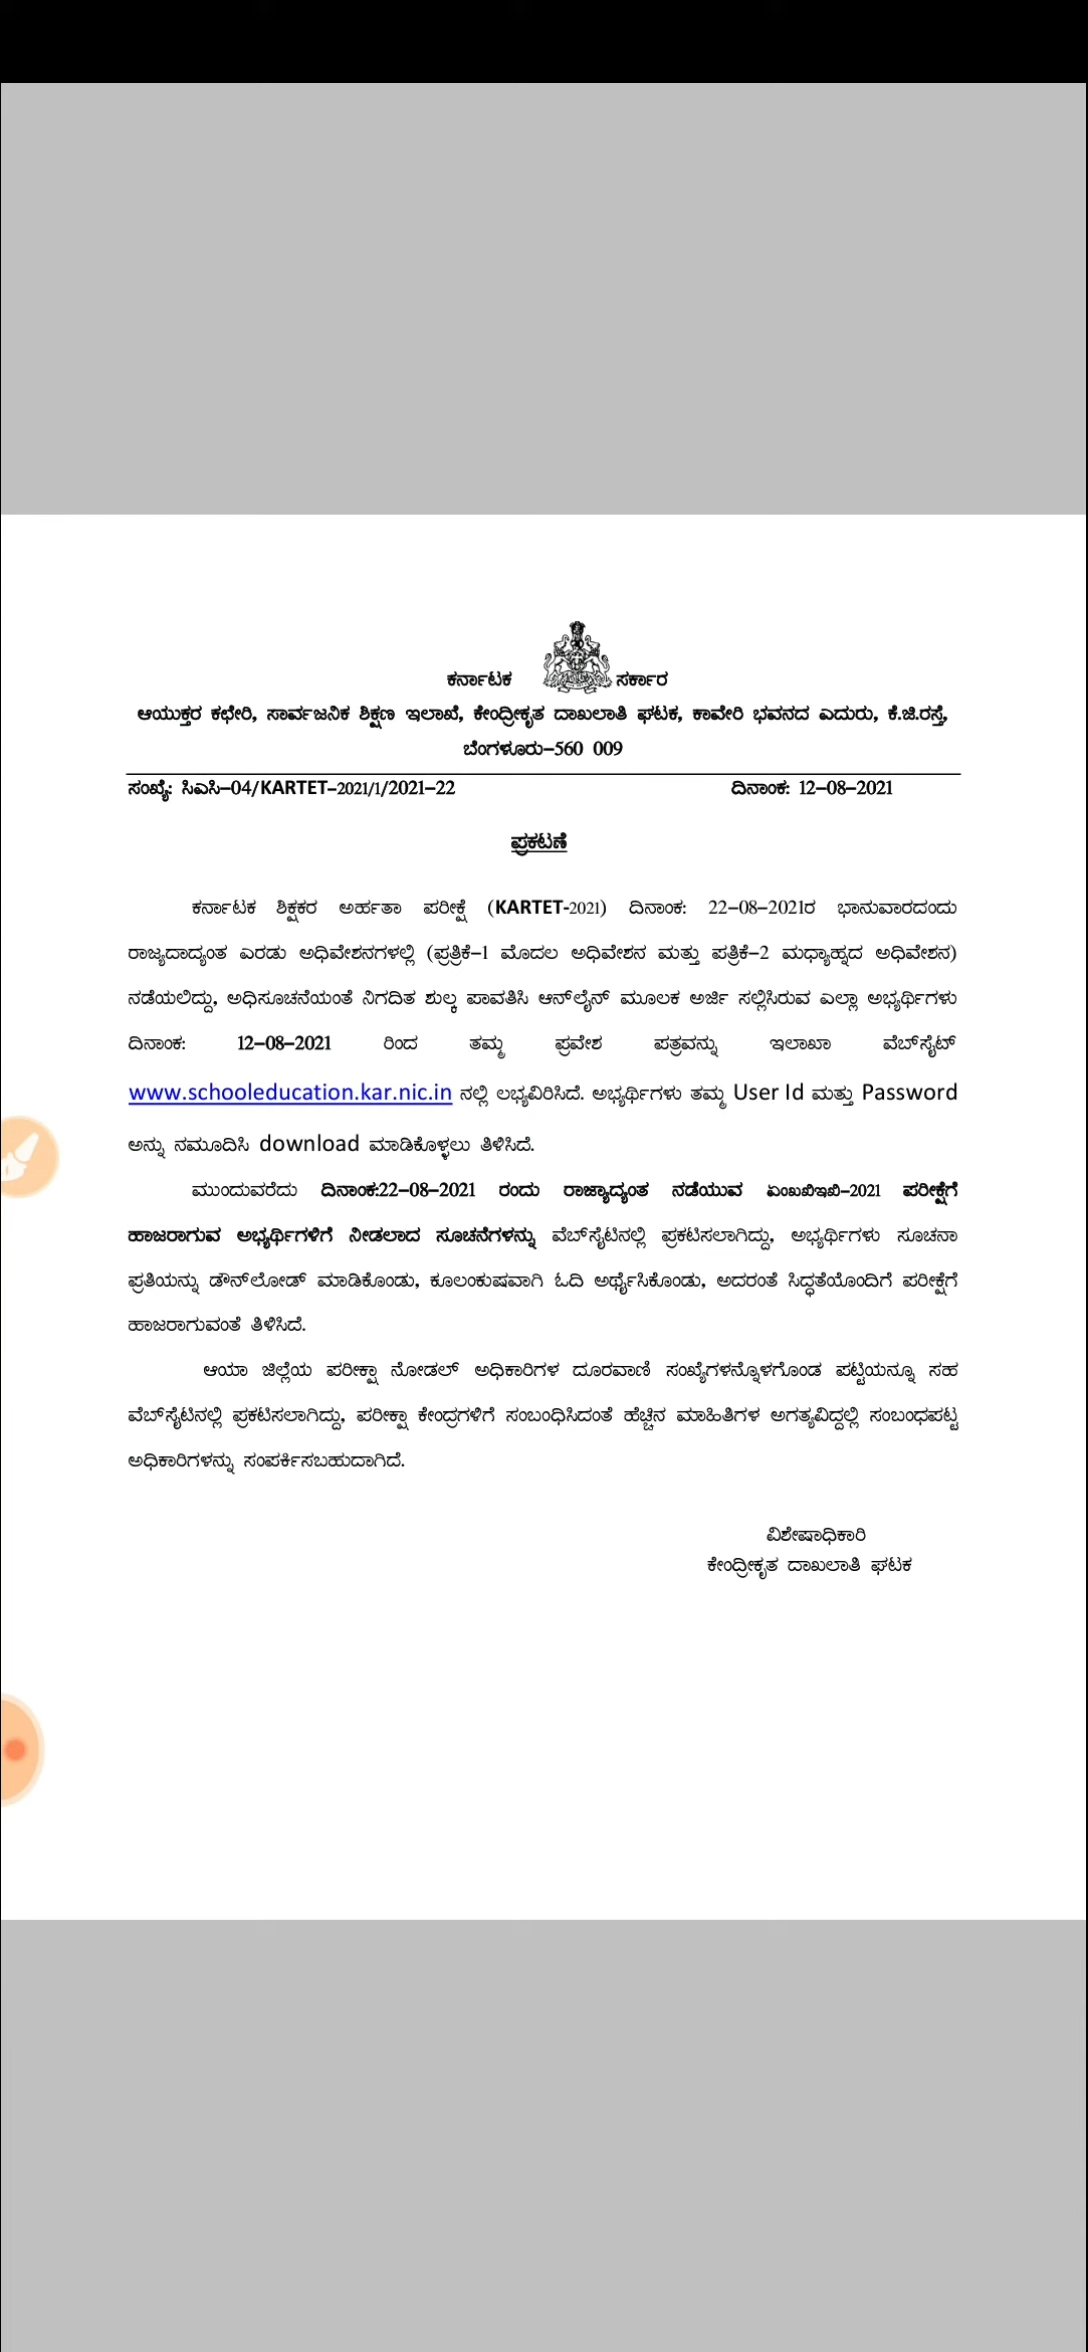 ಕರ್ನಾಟಕ ಸರ್ಕಾರ
ಆಯುಕ್ತರ ಕಛೇರಿ, ಸಾರ್ವಜನಿಕ ಶಿಕ್ಷಣ ಇಲಾಖೆ, ಕೇಂದ್ರೀಕೃತ ದಾಖಲಾತಿ ಘಟಕ, ಕಾವೇರಿ ಭವನದ ಎದುರು, ಕೆ.ಜಿ.ರಸ್ತೆ,
ಬೆಂಗಳೂರು–560 009
ಸಂಖ್ಯೆ: ಸಿಎಸಿ–04/KARTET–2021/1/2021–22 ದಿನಾಂಕ: 12–08–2021
ಪ್ರಕಟಣೆ
ಕರ್ನಾಟಕ ಶಿಕ್ಷಕರ ಅರ್ಹತಾ ಪರೀಕ್ಷೆ (KARTET-2021) ದಿನಾಂಕ: 22–08–2021ರ ಭಾನುವಾರದಂದು
ರಾಜ್ಯದಾದ್ಯಂತ ಎರಡು ಅಧಿವೇಶನಗಳಲ್ಲಿ (ಪ್ರತ್ರಿಕೆ–1 ಮೊದಲ ಅಧಿವೇಶನ ಮತ್ತು ಪತ್ರಿಕೆ–2 ಮಧ್ಯಾಹ್ನದ ಅಧಿವೇಶನ)
ನಡೆಯಲಿದ್ದು, ಅಧಿಸೂಚನೆಯಂತೆ ನಿಗದಿತ ಶುಲ್ಕ ಪಾವತಿಸಿ ಆನ್‌ಲೈನ್ ಮೂಲಕ ಅರ್ಜಿ ಸಲ್ಲಿಸಿರುವ ಎಲ್ಲಾ ಅಭ್ಯರ್ಥಿಗಳು
ದಿನಾಂಕ: 12–08–2021 ರಿಂದ ತಮ್ಮ ಪ್ರವೇಶ ಪತ್ರವನ್ನು ಇಲಾಖಾ ವೆಬ್‌ಸೈಟ್
www.schooleducation.kar.nic.in ನಲ್ಲಿ ಲಭ್ಯವಿರಿಸಿದೆ. ಅಭ್ಯರ್ಥಿಗಳು ತಮ್ಮ User Id ಮತ್ತು Password
ಅನ್ನು ನಮೂದಿಸಿ download ಮಾಡಿಕೊಳ್ಳಲು ತಿಳಿಸಿದೆ.
ಮುಂದುವರೆದು ದಿನಾಂಕ:22–08–2021 ರಂದು ರಾಜ್ಯಾದ್ಯಂತ ನಡೆಯುವ ಏಂಖಖಿಇಖಿ–2021 ಪರೀಕ್ಷೆಗೆ
ಹಾಜರಾಗುವ ಅಭ್ಯರ್ಥಿಗಳಿಗೆ ನೀಡಲಾದ ಸೂಚನೆಗಳನ್ನು ವೆಬ್‌ಸೈಟಿನಲ್ಲಿ ಪ್ರಕಟಿಸಲಾಗಿದ್ದು, ಅಭ್ಯರ್ಥಿಗಳು ಸೂಚನಾ
ಪ್ರತಿಯನ್ನು ಡೌನ್‌ಲೋಡ್ ಮಾಡಿಕೊಂಡು, ಕೂಲಂಕುಷವಾಗಿ ಓದಿ ಅರ್ಥೈಸಿಕೊಂಡು, ಅದರಂತೆ ಸಿದ್ಧತೆಯೊಂದಿಗೆ ಪರೀಕ್ಷೆಗೆ
ಹಾಜರಾಗುವಂತೆ ತಿಳಿಸಿದೆ.
ಆಯಾ ಜಿಲ್ಲೆಯ ಪರೀಕ್ಷಾ ನೋಡಲ್ ಅಧಿಕಾರಿಗಳ ದೂರವಾಣಿ ಸಂಖ್ಯೆಗಳನ್ನೊಳಗೊಂಡ ಪಟ್ಟಿಯನ್ನೂ ಸಹ
ವೆಬ್‌ಸೈಟಿನಲ್ಲಿ ಪ್ರಕಟಿಸಲಾಗಿದ್ದು, ಪರೀಕ್ಷಾ ಕೇಂದ್ರಗಳಿಗೆ ಸಂಬಂಧಿಸಿದಂತೆ ಹೆಚ್ಚಿನ ಮಾಹಿತಿಗಳ ಅಗತ್ಯವಿದ್ದಲ್ಲಿ ಸಂಬಂಧಪಟ್ಟ
ಅಧಿಕಾರಿಗಳನ್ನು ಸಂಪರ್ಕಿಸಬಹುದಾಗಿದೆ.
ವಿಶೇಷಾಧಿಕಾರಿ
ಕೇಂದ್ರೀಕೃತ ದಾಖಲಾತಿ ಘಟಕ